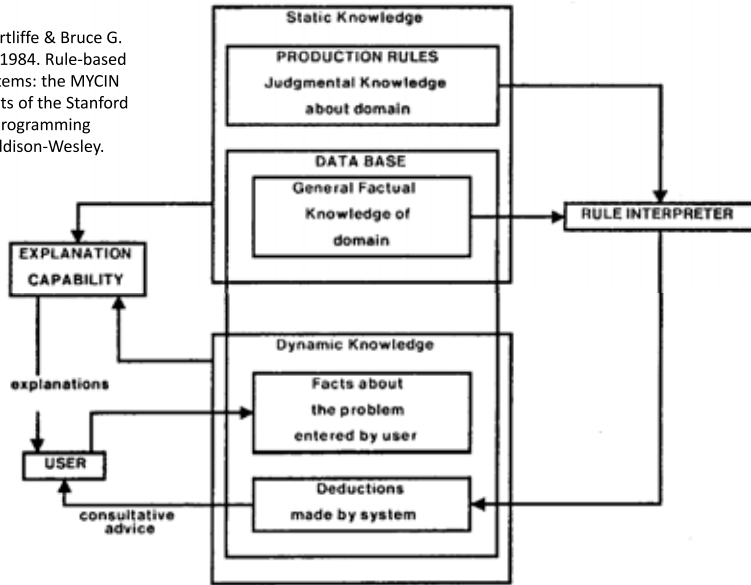 rtliffe & Bruce G.
1984. Rule-based
tems: the MYCIN
ts of the Stanford
rogramming
ddison-Wesley.
Static Knowledge
PRODUCTION RULES
Judgmental Knowledge
about domain
DATA BASE
General Factual
Knowledge of
domain
RULE INTERPRETER
EXPLANATION
CAPABILITY
Dynamic Knowledge
Facts about
the problem
entered by user
explanations
USER
Deductions
made by system
consultative
advice